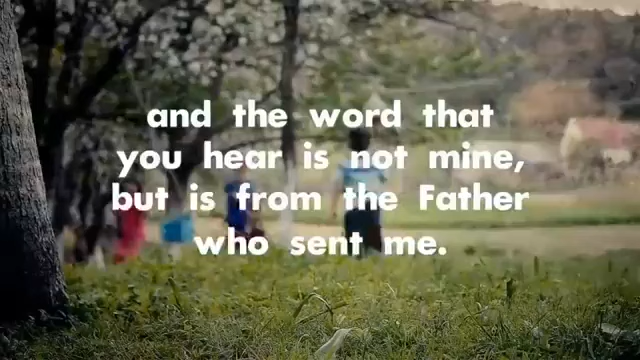 and the word that
you hear is not mine,
but is from the Father
who sent me.